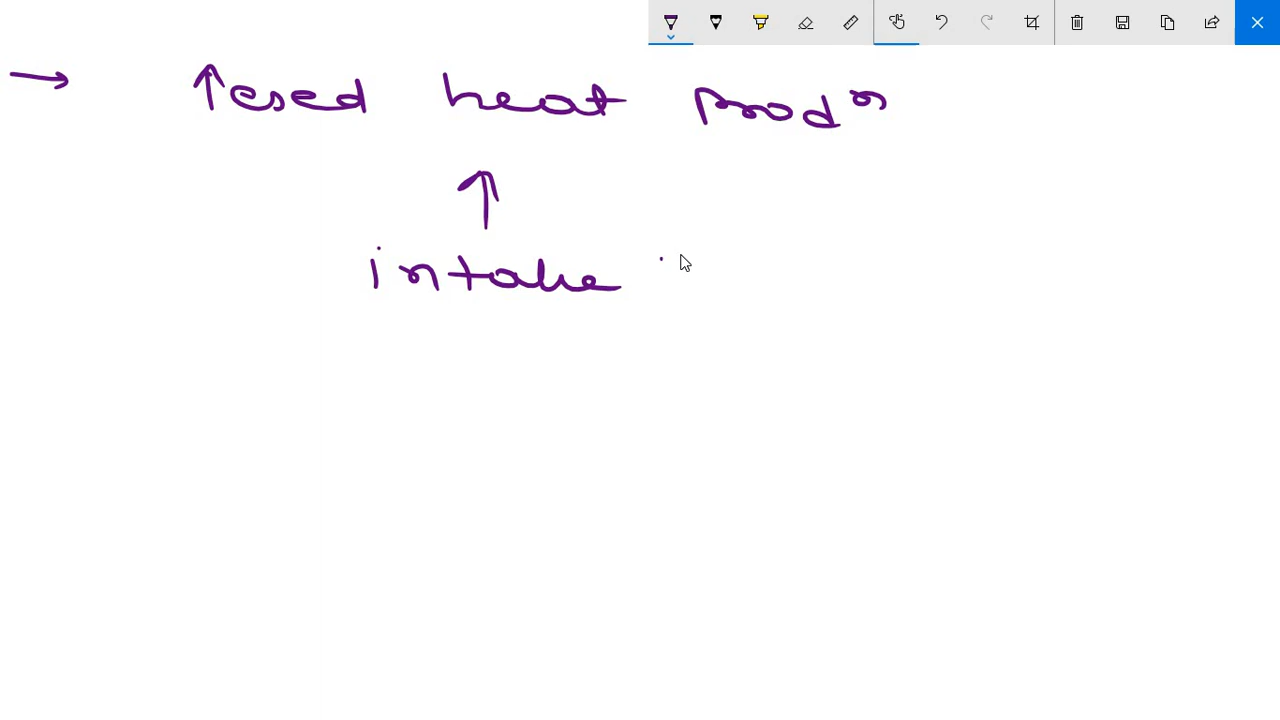 → ↑esed heat prodⁿ
↑
intake